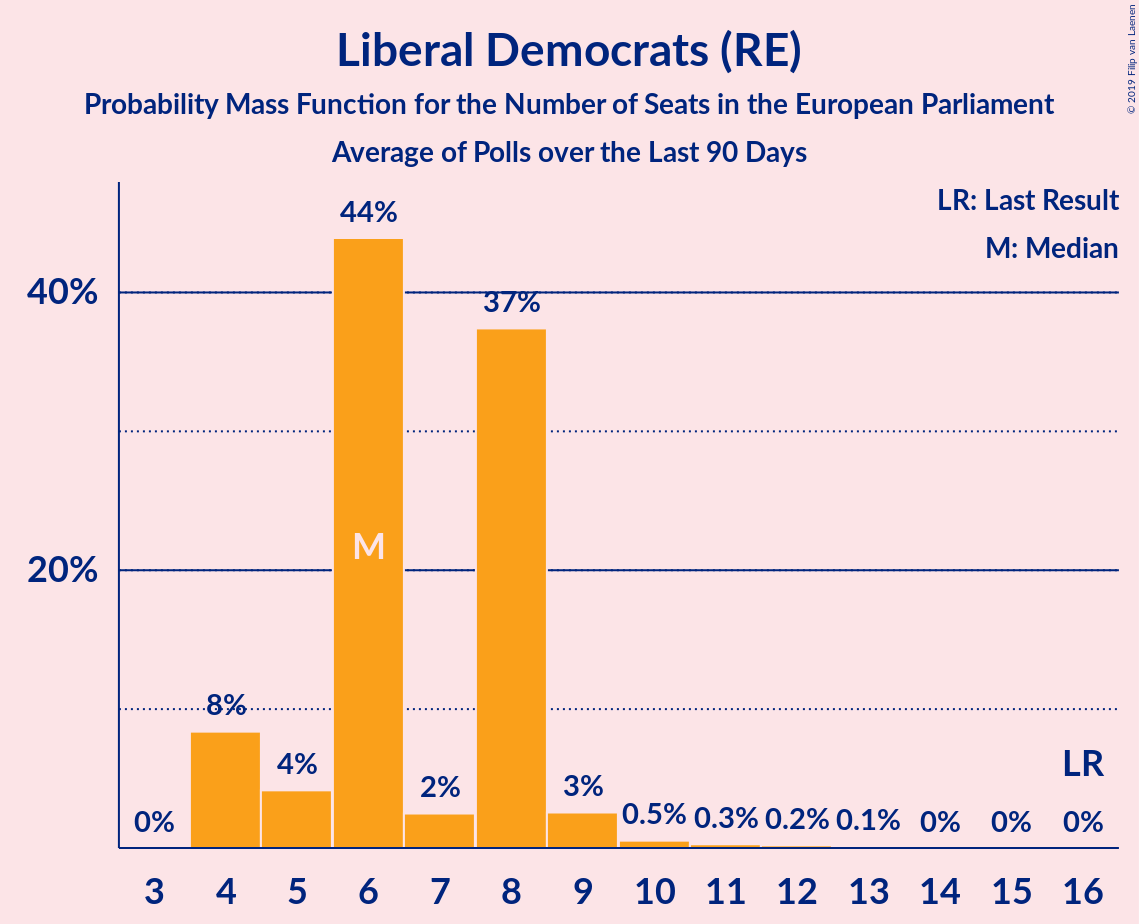 Liberal Democrats (RE)
Probability Mass Function for the Number of Seats in the European Parliament
Average of Polls over the Last 90 Days
© 2019 Filip van Laenen
LR: Last Result
M: Median
40%
20%
0%
8%
4%
44%
M
2%
37%
3%
0.5%
0.3%
0.2%
0.1%
0%
0%
LR
0%
3 4 5 6 7 8 9 10 11 12 13 14 15 16